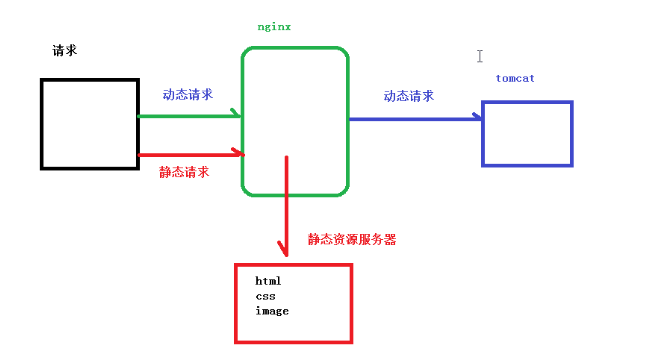 nginx
请求
tomcat
动态请求
动态请求
静态请求
静态资源服务器
html
css
image